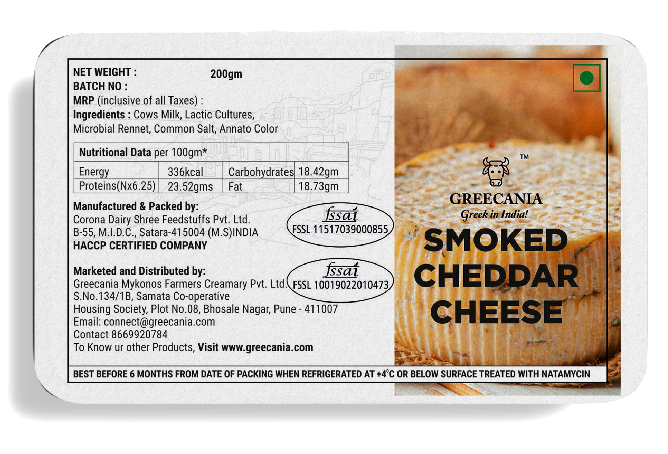 NET WEIGHT : 200gm
BATCH NO :
MRP (inclusive of all Taxes) :
Ingredients : Cows Milk, Lactic Cultures,
Microbial Rennet, Common Salt, Annato Color
Nutritional Data per 100gm*
Energy 336kcal Carbohydrates 18.42gm
Proteins(Nx6.25) 23.52gms Fat 18.73gm
Manufactured & Packed by:
Corona Dairy Shree Feedstuffs Pvt. Ltd.
B-55, M.I.D.C., Satara-415004 (M.S)INDIA
HACCP CERTIFIED COMPANY
fssai
FSSL 11517039000855
Marketed and Distributed by:
Greecania Mykonos Farmers Creamary Pvt. Ltd.
S.No.134/1B, Samata Co-operative
Housing Society, Plot No.08, Bhosale Nagar, Pune - 411007
Email: connect@greecania.com
Contact 8669920784
To Know ur other Products, Visit www.greecania.com
fssai
FSSL 10019022010473
TM
GREECANIA
Greek in India!
SMOKED
CHEDDAR
CHEESE
BEST BEFORE 6 MONTHS FROM DATE OF PACKING WHEN REFRIGERATED AT +4°C OR BELOW SURFACE TREATED WITH NATAMYCIN